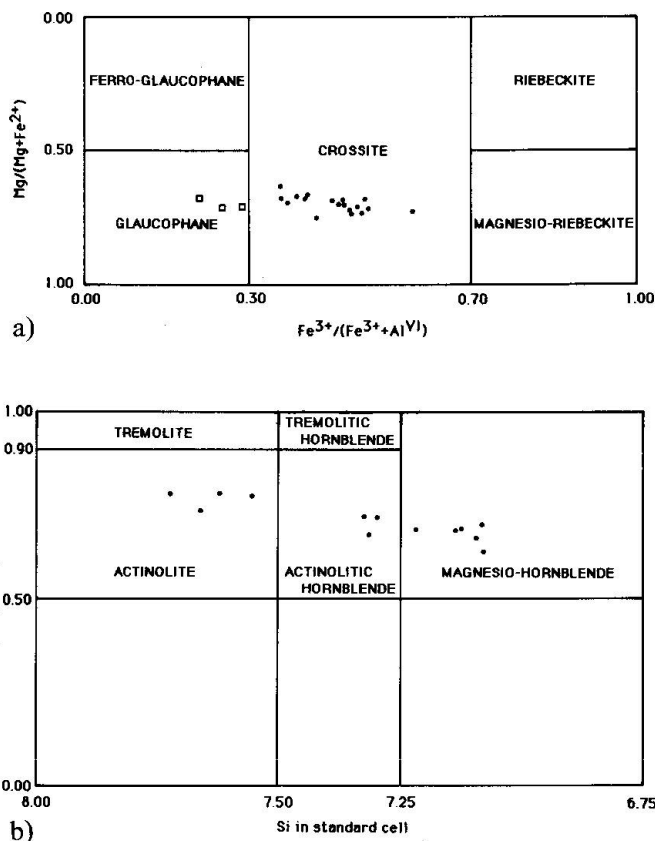 0.00
FERRO-GLAUCOPHANE
RIEBECKITE
Mg/(Mg+Fe2+)
0.50
CROSSITE
GLAUCOPHANE
MAGNESIO-RIEBECKITE
1.00
0.00
0.30
0.70
1.00
Fe3+/(Fe3++AlVI)
a)
1.00
TREMOLITE
TREMOLITIC
HORNBLENDE
0.90
ACTINOLITE
ACTINOLITIC
HORNBLENDE
MAGNESIO-HORNBLENDE
0.50
0.00
8.00
7.50
7.25
6.75
Si in standard cell
b)